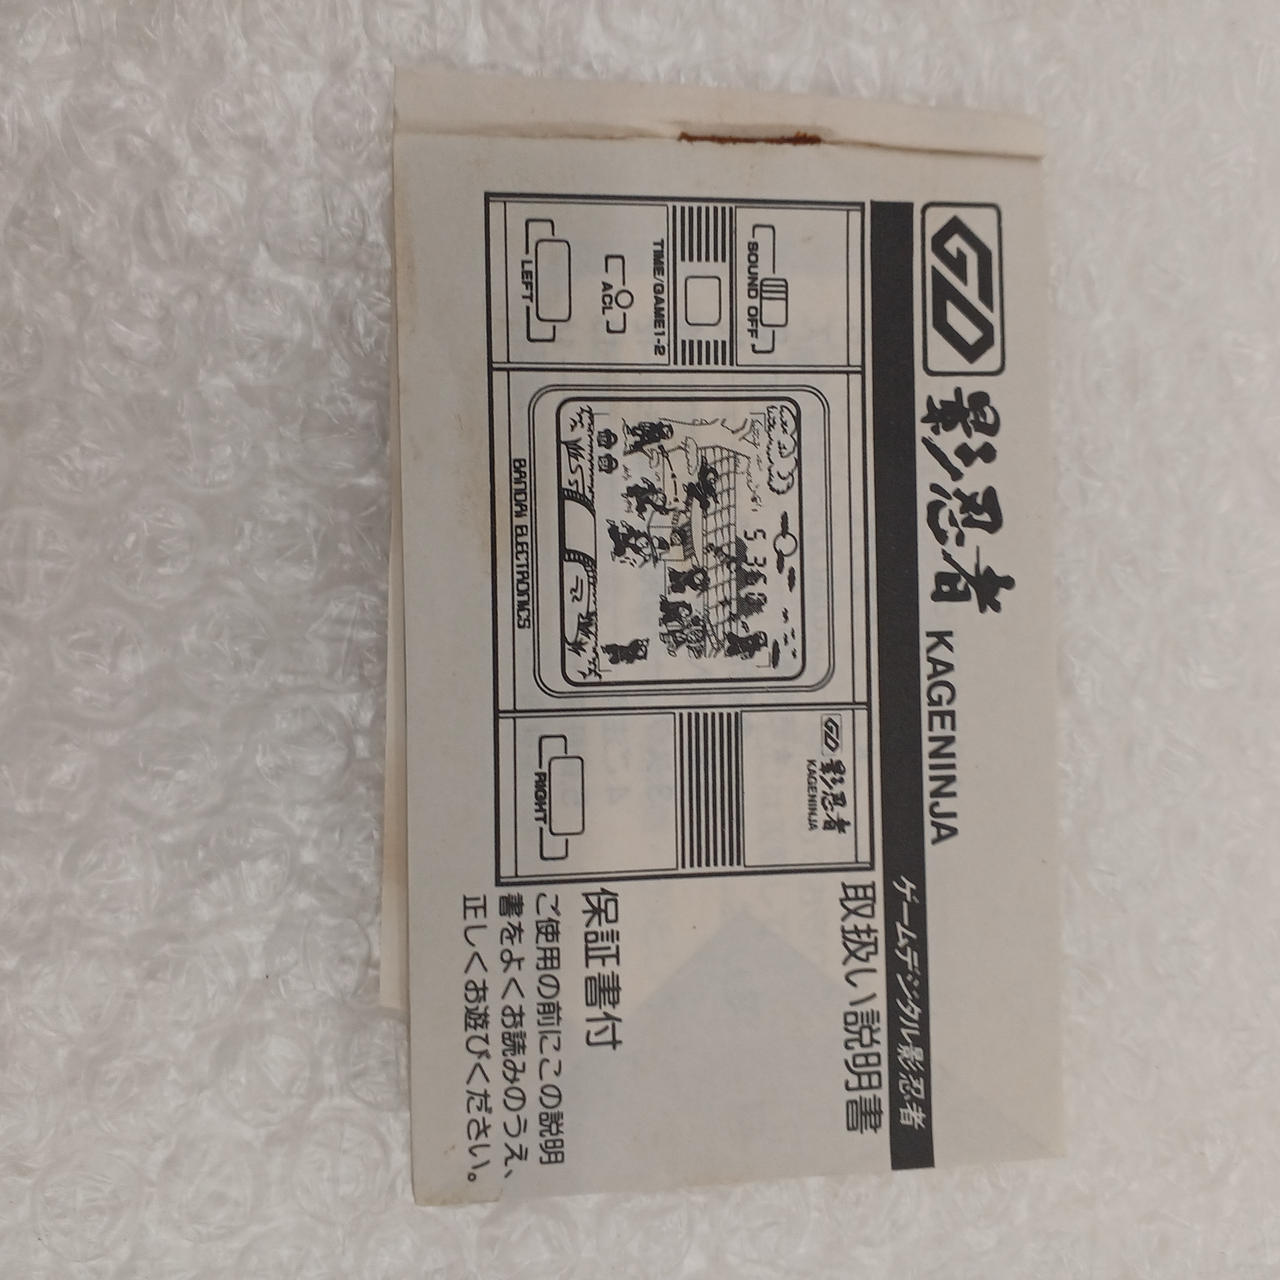 GD 影忍者 KAGENINJA
ゲームデジタル影忍者
SOUND OFF
TIME/GAME1-2
ACL
LEFT
5 360
BANDAI ELECTRONICS
GD 影忍者
KAGENINJA
RIGHT
取扱い説明書
保証書付
ご使用の前にこの説明
書をよくお読みのうえ、
正しくお遊びください。